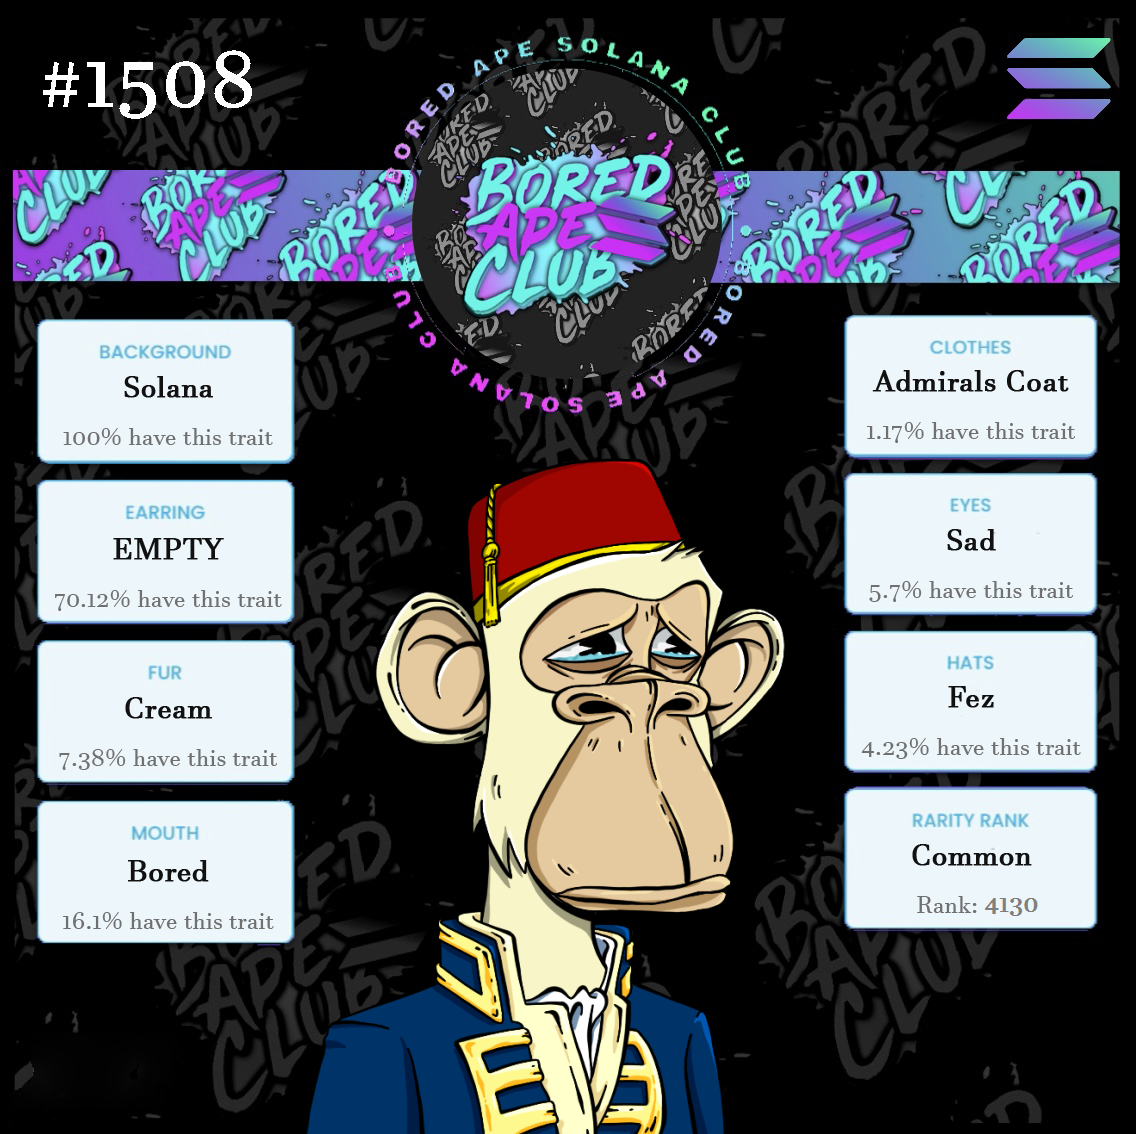 #1508
BORED APE SOLANA CLUB
BORED APE SOLANA CLUB
BORED
APE
CLUB
BACKGROUND
Solana
100% have this trait
EARRING
EMPTY
70.12% have this trait
FUR
Cream
7.38% have this trait
MOUTH
Bored
16.1% have this trait
CLOTHES
Admirals Coat
1.17% have this trait
EYES
Sad
5.7% have this trait
HATS
Fez
4.23% have this trait
RARITY RANK
Common
Rank: 4130